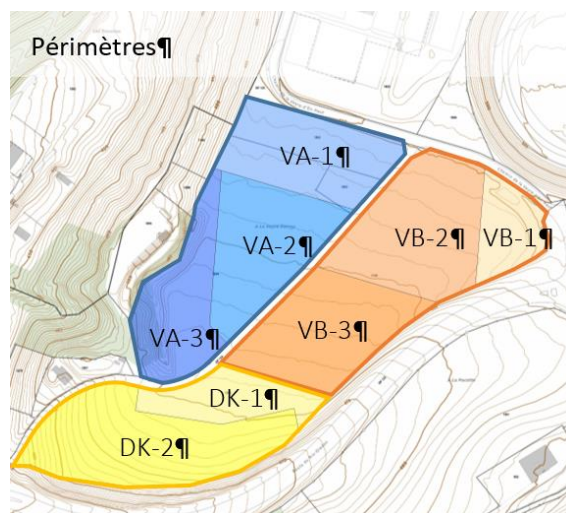 Périmètres¶
VA-1¶
VA-2¶
VB-2¶
VB-1¶
VA-3¶
VB-3¶
DK-1¶
DK-2¶